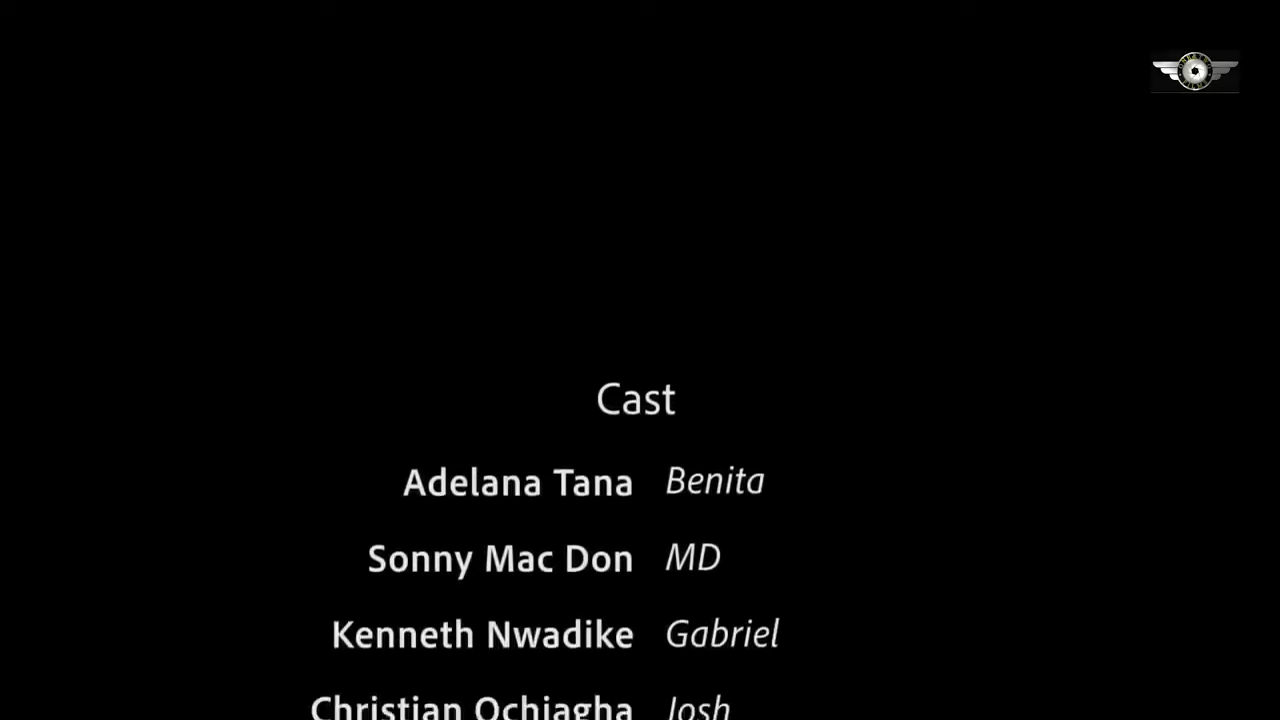 Cast
Adelana Tana Benita
Sonny Mac Don MD
Kenneth Nwadike Gabriel
Christian Ochiagha Josh